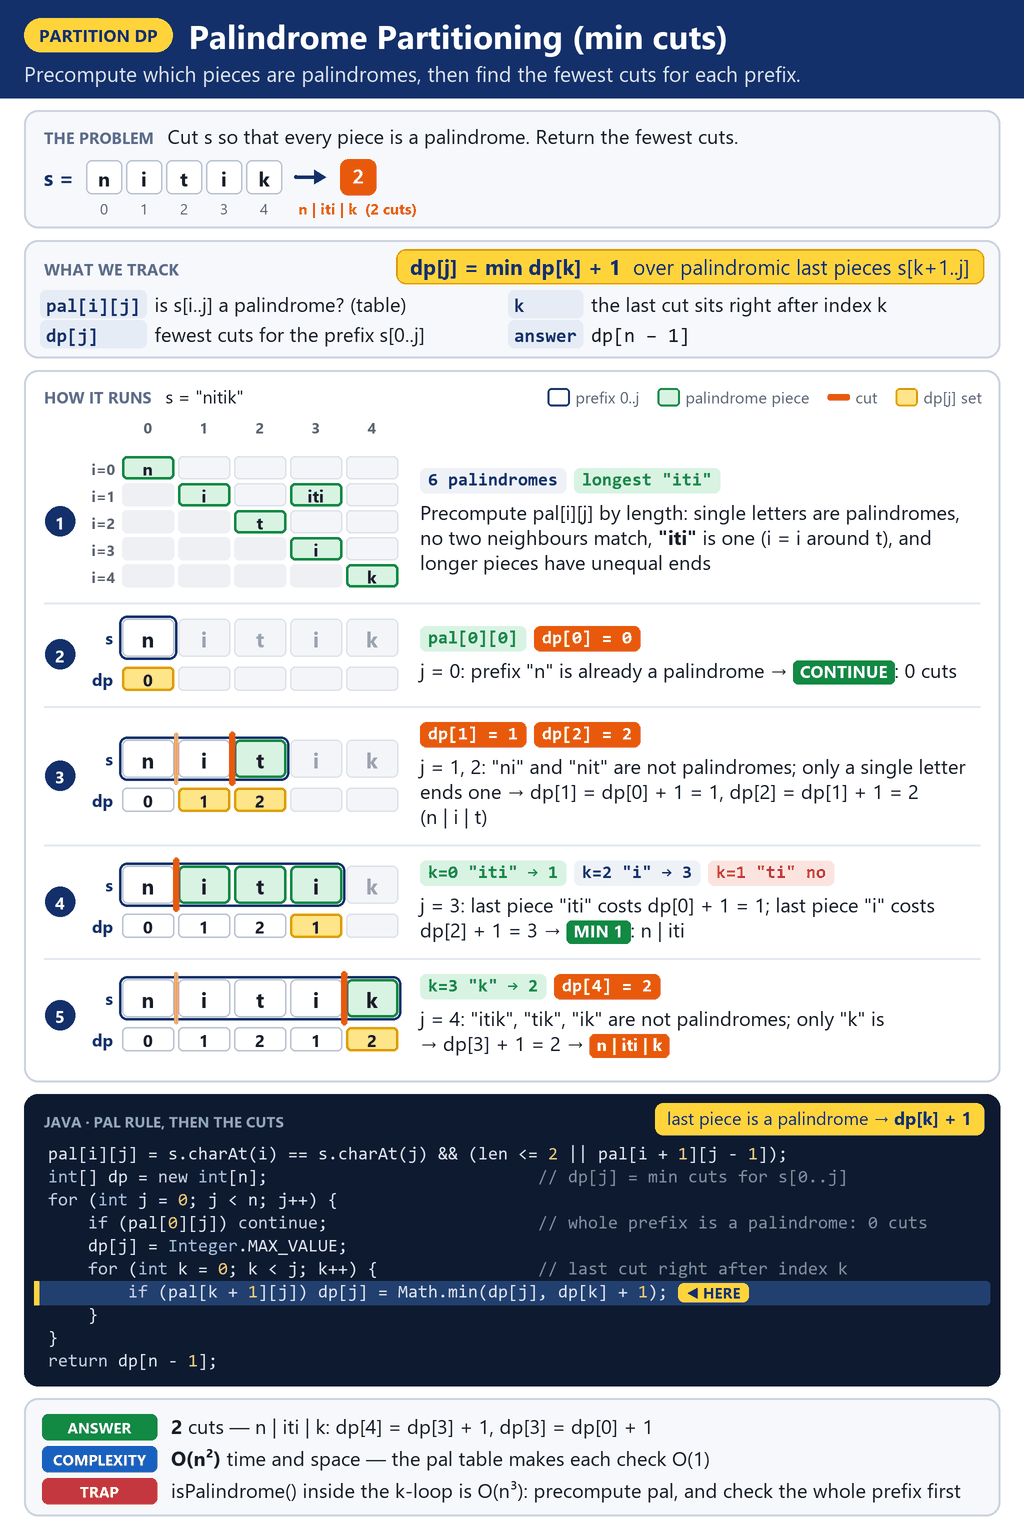 PARTITION DP Palindrome Partitioning (min cuts)
Precompute which pieces are palindromes, then find the fewest cuts for each prefix.
THE PROBLEM Cut s so that every piece is a palindrome. Return the fewest cuts.
s = n i t i k → 2
0 1 2 3 4 n | iti | k (2 cuts)
WHAT WE TRACK dp[j] = min dp[k] + 1 over palindromic last pieces s[k+1..j]
pal[i][j] is s[i..j] a palindrome? (table) k the last cut sits right after index k
dp[j] fewest cuts for the prefix s[0..j] answer dp[n – 1]
HOW IT RUNS s = "nitik" prefix 0..j palindrome piece cut dp[j] set
0 1 2 3 4
1
i=0 n
i=1 i iti
i=2 t
i=3 i
i=4 k
6 palindromes longest "iti"
Precompute pal[i][j] by length: single letters are palindromes,
no two neighbours match, "iti" is one (i = i around t), and
longer pieces have unequal ends
2
s n i t i k
dp 0
pal[0][0] dp[0] = 0
j = 0: prefix "n" is already a palindrome → CONTINUE: 0 cuts
3
s n i t i k
dp 0 1 2
dp[1] = 1 dp[2] = 2
j = 1, 2: "ni" and "nit" are not palindromes; only a single letter
ends one → dp[1] = dp[0] + 1 = 1, dp[2] = dp[1] + 1 = 2
(n | i | t)
4
s n i t i k
dp 0 1 2 1
k=0 "iti" → 1 k=2 "i" → 3 k=1 "ti" no
j = 3: last piece "iti" costs dp[0] + 1 = 1; last piece "i" costs
dp[2] + 1 = 3 → MIN 1: n | iti
5
s n i t i k
dp 0 1 2 1 2
k=3 "k" → 2 dp[4] = 2
j = 4: "itik", "tik", "ik" are not palindromes; only "k" is
→ dp[3] + 1 = 2 → n | iti | k
JAVA · PAL RULE, THEN THE CUTS last piece is a palindrome → dp[k] + 1
pal[i][j] = s.charAt(i) == s.charAt(j) && (len <= 2 || pal[i + 1][j - 1]);
int[] dp = new int[n]; // dp[j] = min cuts for s[0..j]
for (int j = 0; j < n; j++) {
if (pal[0][j]) continue; // whole prefix is a palindrome: 0 cuts
dp[j] = Integer.MAX_VALUE;
for (int k = 0; k < j; k++) { // last cut right after index k
if (pal[k + 1][j]) dp[j] = Math.min(dp[j], dp[k] + 1); ◀ HERE
}
}
return dp[n - 1];
ANSWER 2 cuts — n | iti | k: dp[4] = dp[3] + 1, dp[3] = dp[0] + 1
COMPLEXITY O(n²) time and space — the pal table makes each check O(1)
TRAP isPalindrome() inside the k-loop is O(n³): precompute pal, and check the whole prefix first